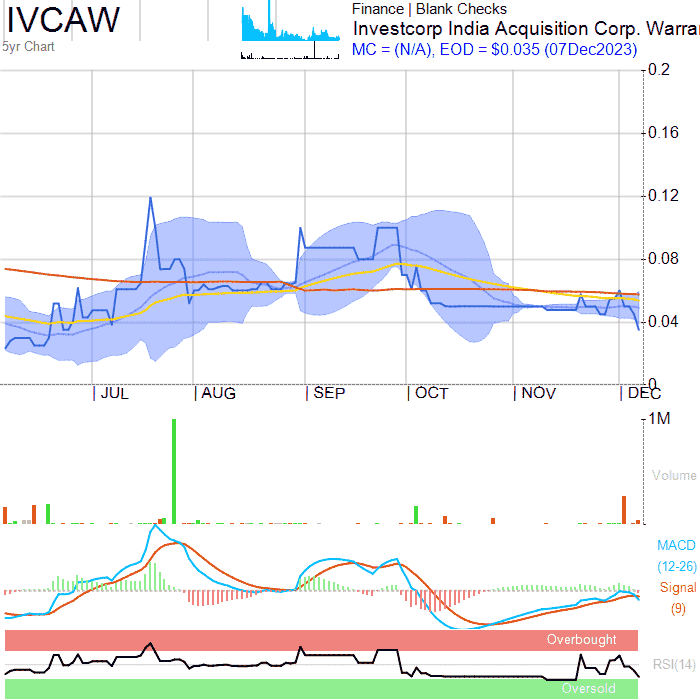 IVCAW
5yr Chart
Finance | Blank Checks
Investcorp India Acquisition Corp. Warra
MC = (N/A), EOD = $0.035 (07Dec2023)
0.2
0.16
0.12
0.08
0.04
0
JUL
AUG
SEP
OCT
NOV
DEC
1M
Volume
MACD
(12-26)
Signal
(9)
Overbought
RSI(14)
Oversold